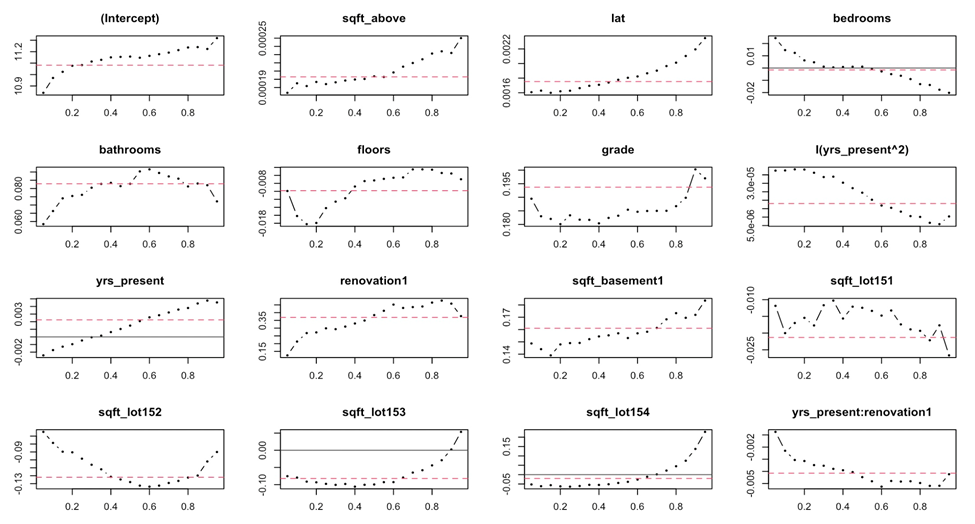 (Intercept) sqft_above lat bedrooms
11.2 10.9 0.00025 0.00019 0.0022 0.0016 0.01 -0.02
0.2 0.4 0.6 0.8 0.2 0.4 0.6 0.8 0.2 0.4 0.6 0.8 0.2 0.4 0.6 0.8
bathrooms floors grade I(yrs_present^2)
0.080 0.060 -0.008 -0.018 0.195 0.180 3.0e-05 5.0e-06
0.2 0.4 0.6 0.8 0.2 0.4 0.6 0.8 0.2 0.4 0.6 0.8 0.2 0.4 0.6 0.8
yrs_present renovation1 sqft_basement1 sqft_lot151
0.003 -0.002 0.35 0.15 0.17 0.14 -0.010 -0.025
0.2 0.4 0.6 0.8 0.2 0.4 0.6 0.8 0.2 0.4 0.6 0.8 0.2 0.4 0.6 0.8
sqft_lot152 sqft_lot153 sqft_lot154 yrs_present:renovation1
-0.09 -0.13 0.00 -0.10 0.15 -0.05 -0.002 -0.005
0.2 0.4 0.6 0.8 0.2 0.4 0.6 0.8 0.2 0.4 0.6 0.8 0.2 0.4 0.6 0.8